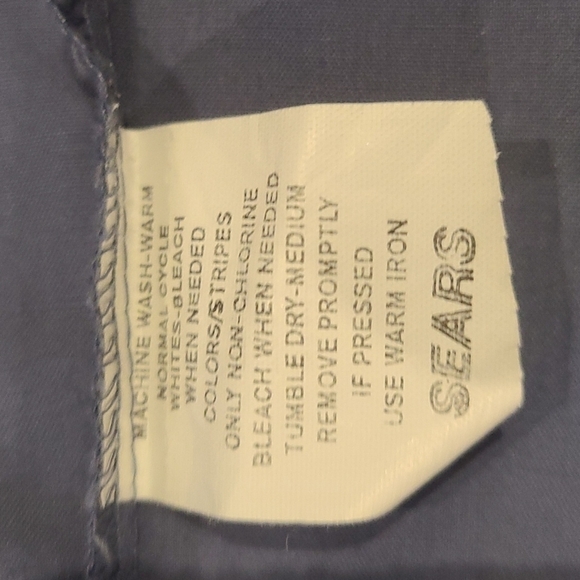 MACHINE WASH-WARM
NORMAL CYCLE
WHITES-BLEACH
WHEN NEEDED
COLORS/STRIPES
ONLY NON-CHLORINE
BLEACH WHEN NEEDED
TUMBLE DRY-MEDIUM
REMOVE PROMPTLY
IF PRESSED
USE WARM IRON
SEARS